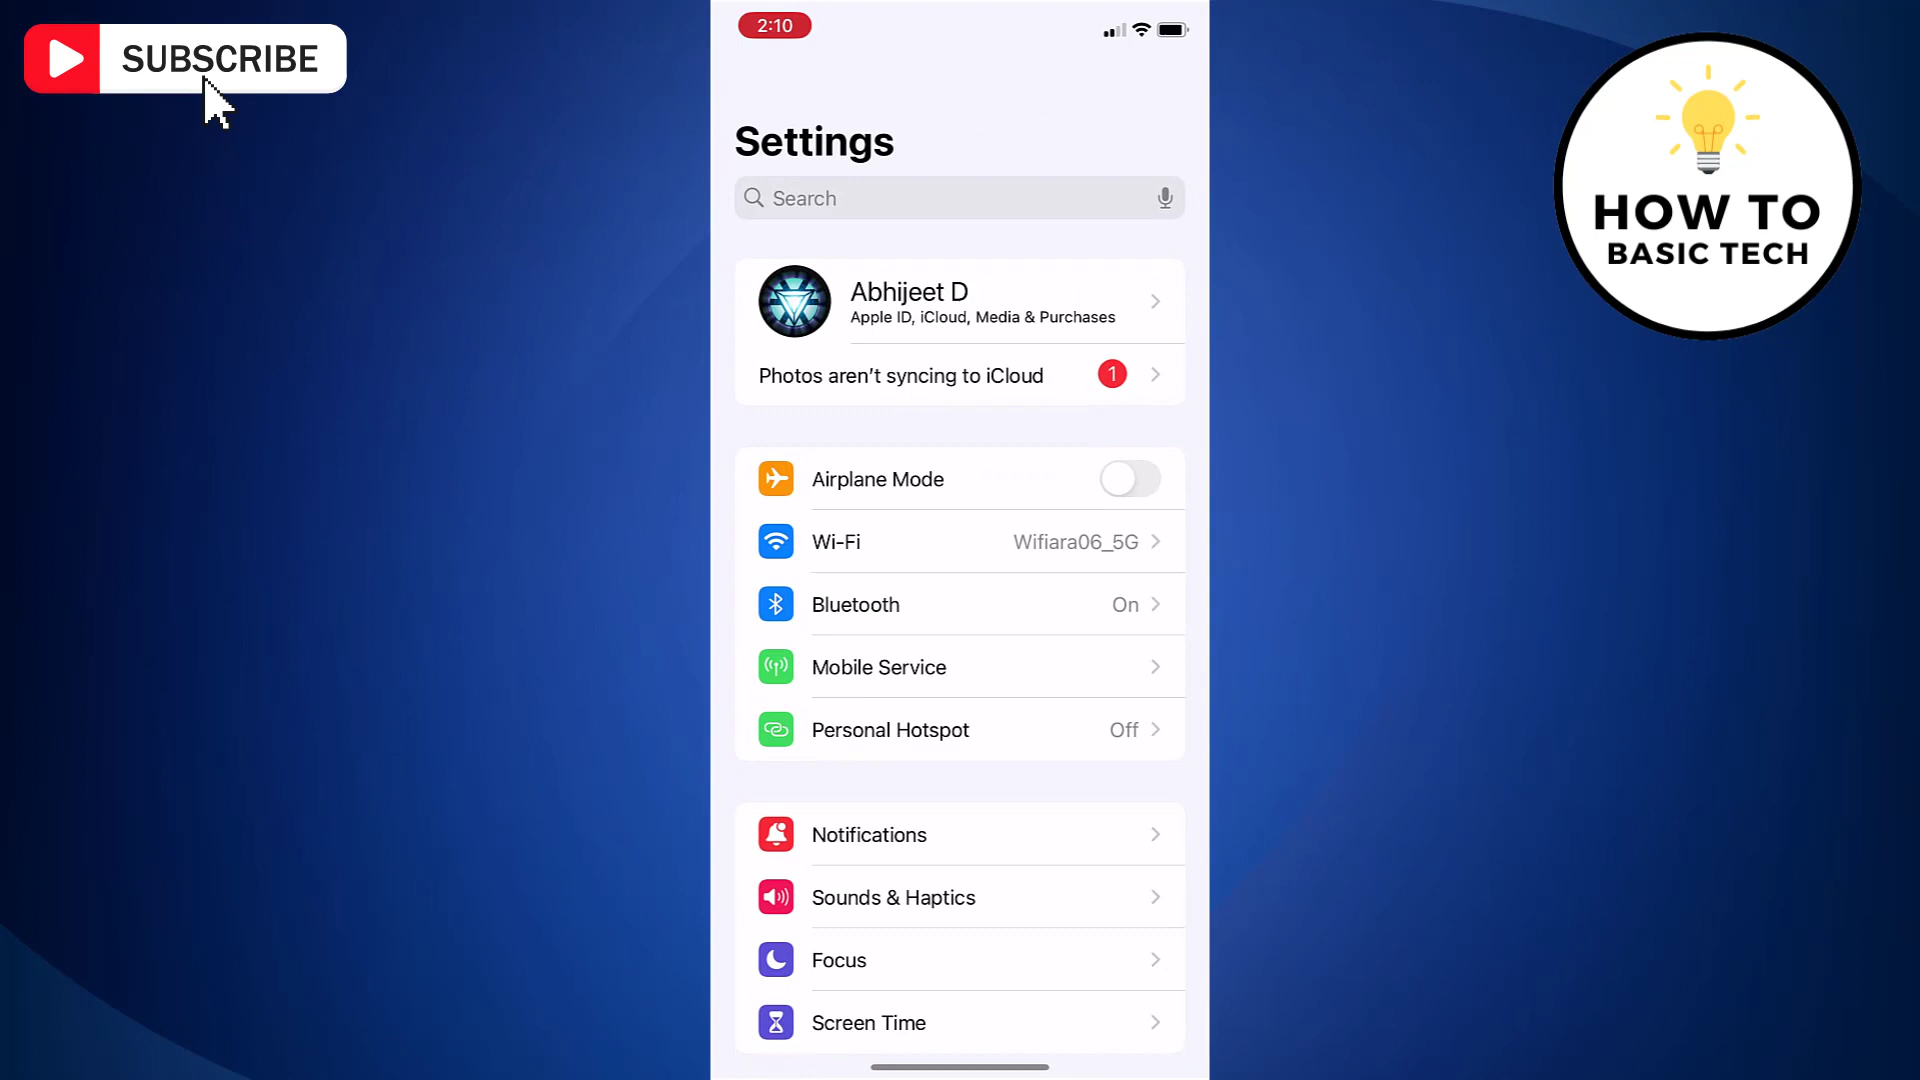 SUBSCRIBE
2:10
HOW TO
BASIC TECH
Settings
Search
Abhijeet D
Apple ID, iCloud, Media & Purchases
Photos aren't syncing to iCloud 1
Airplane Mode
Wi-Fi Wifiara06_5G
Bluetooth On
Mobile Service
Personal Hotspot Off
Notifications
Sounds & Haptics
Focus
Screen Time